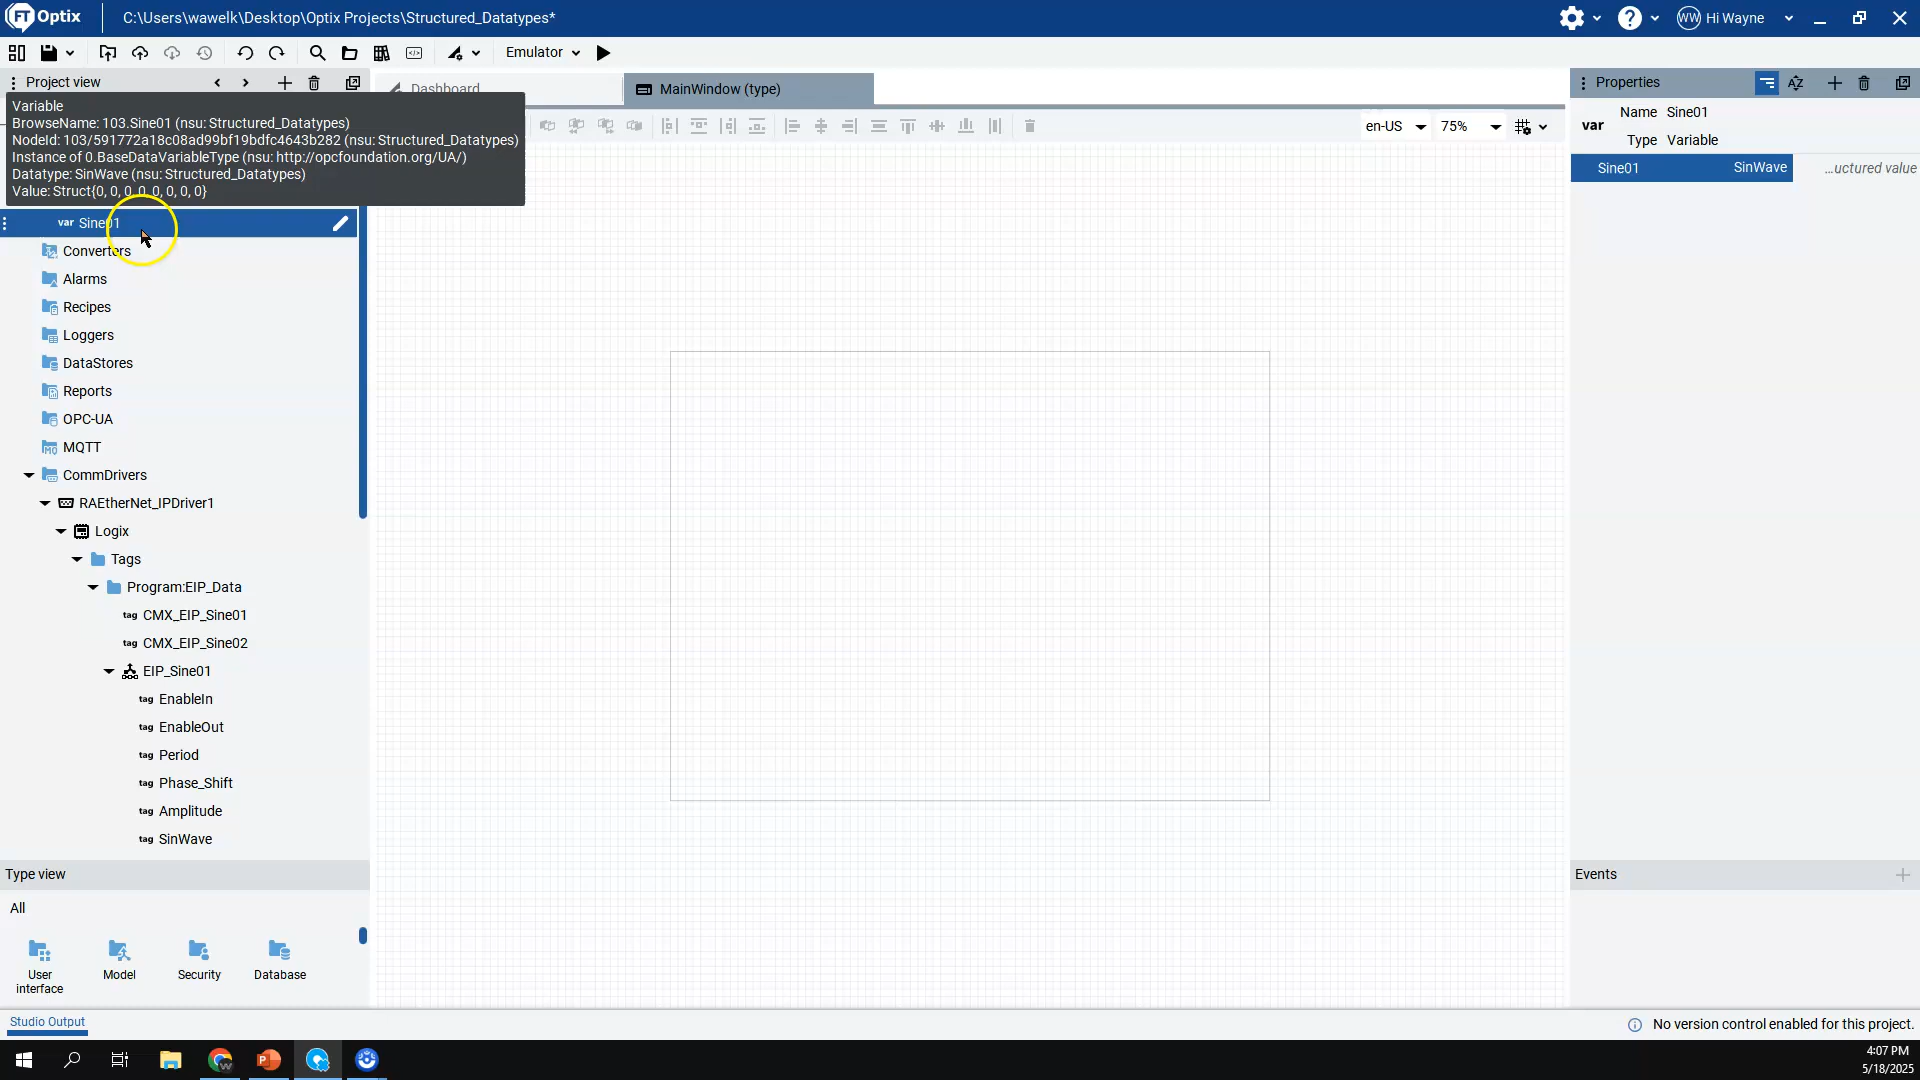 FT Optix
C:\Users\wawelk\Desktop\Optix Projects\Structured_Datatypes*
WW Hi Wayne
Emulator
Project view
Dashboard
MainWindow (type)
Properties
Variable
BrowseName: 103.Sine01 (nsu: Structured_Datatypes)
NodeId: 103/591772a18c08ad99bf19bdfc4643b282 (nsu: Structured_Datatypes)
Instance of 0.BaseDataVariableType (nsu: http://opcfoundation.org/UA/)
Datatype: SinWave (nsu: Structured_Datatypes)
Value: Struct{0, 0, 0, 0, 0, 0, 0, 0}
en-US
75%
var
Name Sine01
Type Variable
Sine01 SinWave ...uctured value
var Sine01
Converters
Alarms
Recipes
Loggers
DataStores
Reports
OPC-UA
MQTT
CommDrivers
RAEtherNet_IPDriver1
Logix
Tags
Program:EIP_Data
tag CMX_EIP_Sine01
tag CMX_EIP_Sine02
EIP_Sine01
tag EnableIn
tag EnableOut
tag Period
tag Phase_Shift
tag Amplitude
tag SinWave
Type view
Events
All
User interface
Model
Security
Database
Studio Output
No version control enabled for this project.
4:07 PM
5/18/2025